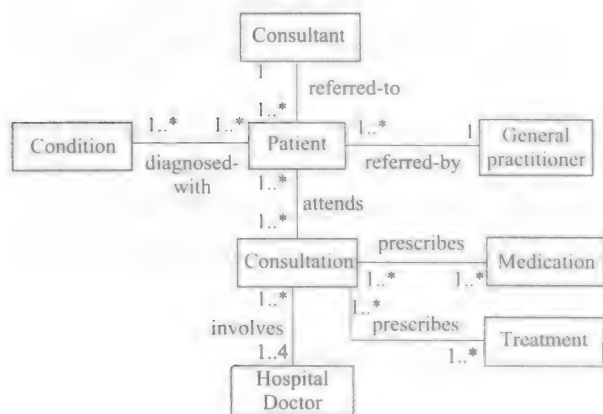 Consultant
1
referred-to
1..*
1..* 1..* 1..* 1
Condition Patient General
practitioner
diagnosed-
with
referred-by
1..*
attends
1..*
Consultation prescribes Medication
1..* 1..*
1..* 1..*
involves prescribes Treatment
1..4 1..*
Hospital
Doctor